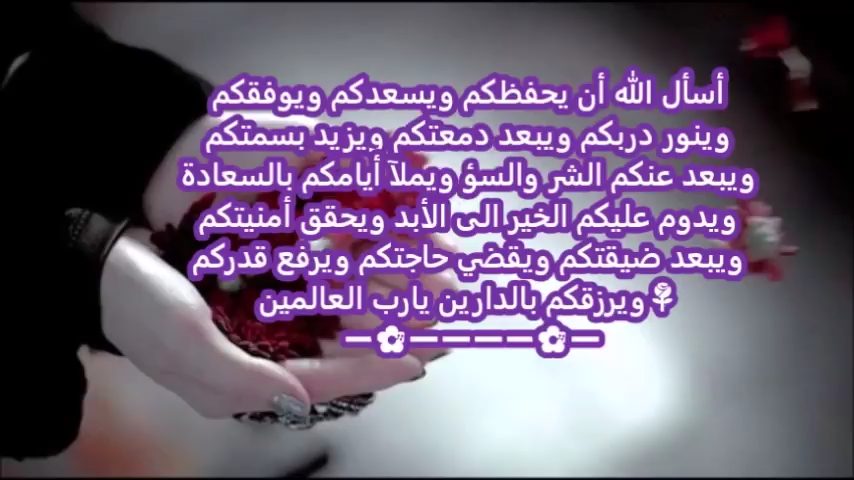 أسأل الله أن يحفظكم ويسعدكم ويوفقكم
وينور دربكم ويبعد دمعتكم ويزيد بسمتكم
ويبعد عنكم الشر والسؤ ويملآ أيامكم بالسعادة
ويدوم عليكم الخير الى الأبد ويحقق أمنيتكم
ويبعد ضيقتكم ويقضي حاجتكم ويرفع قدركم
🌹ويرزقكم بالدارين يارب العالمين